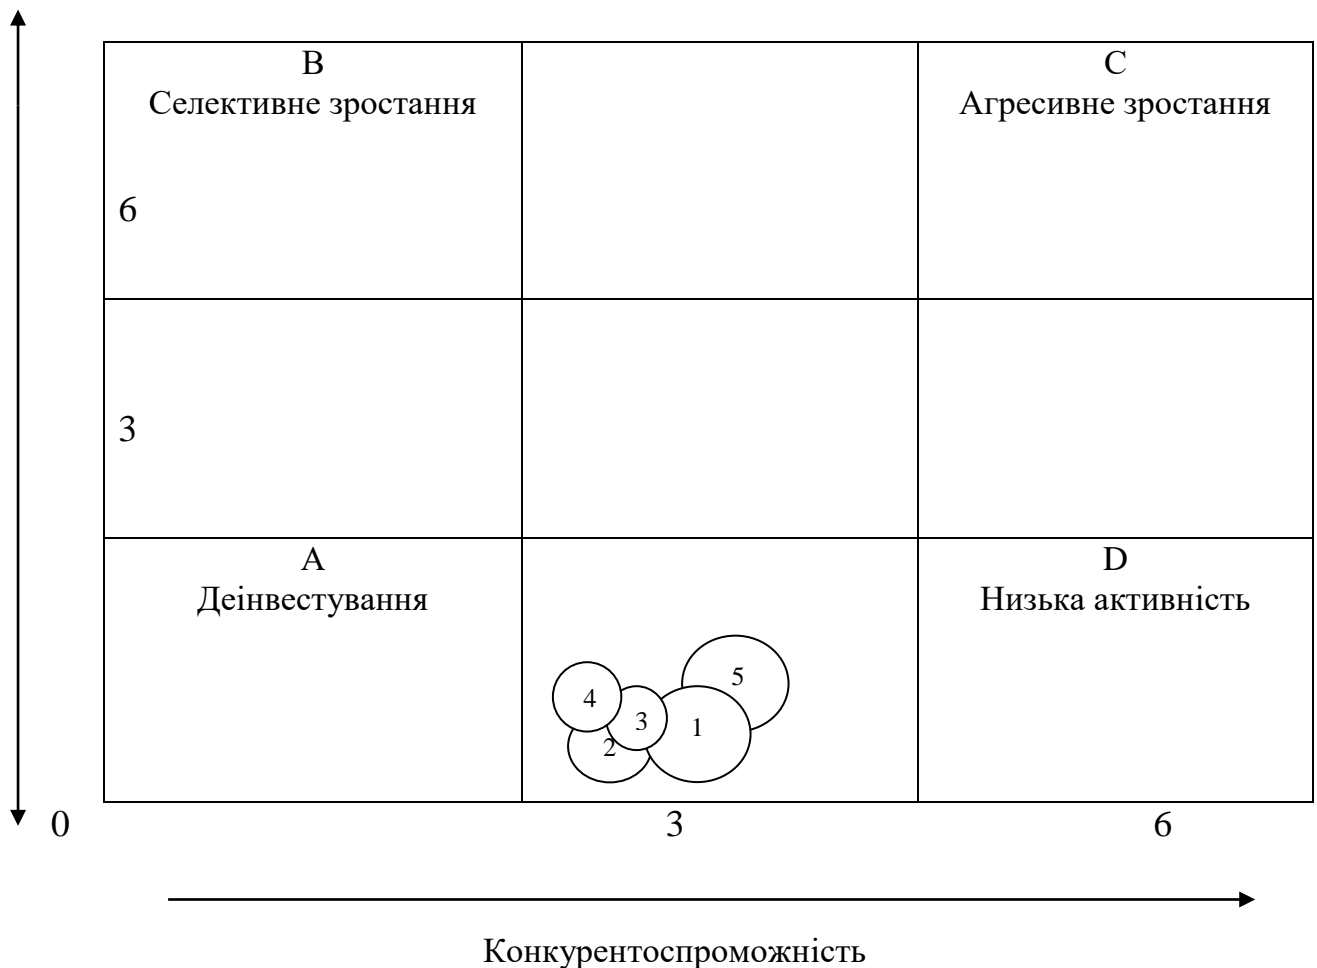 B
Селективне зростання
C
Агресивне зростання
6
3
A
Деінвестування
D
Низька активність
5
4
3
1
2
0
3
6
Конкурентоспроможність